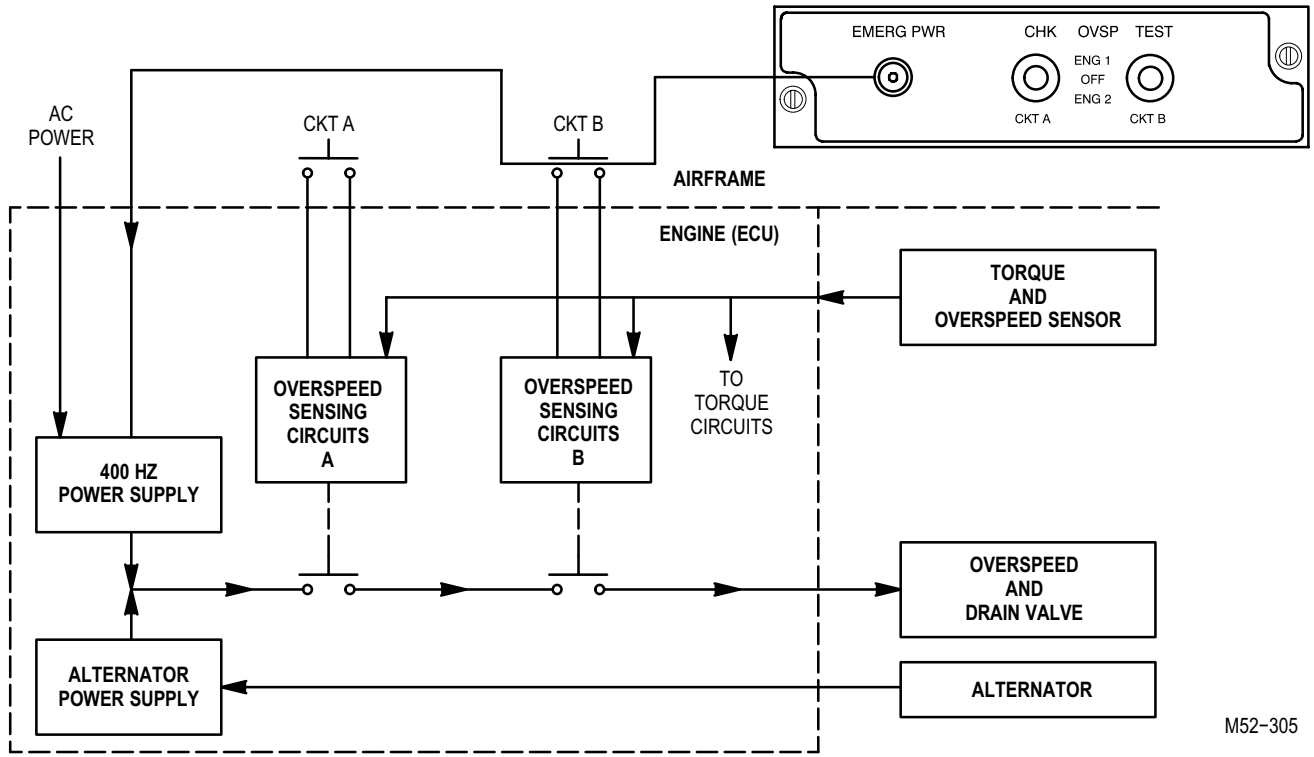 EMERG PWR
CHK OVSP TEST
ENG 1
OFF
ENG 2
CKT A
CKT B
AC
POWER
CKT A
CKT B
AIRFRAME
ENGINE (ECU)
TORQUE
AND
OVERSPEED SENSOR
OVERSPEED
SENSING
CIRCUITS
A
OVERSPEED
SENSING
CIRCUITS
B
TO
TORQUE
CIRCUITS
400 HZ
POWER SUPPLY
OVERSPEED
AND
DRAIN VALVE
ALTERNATOR
POWER SUPPLY
ALTERNATOR
M52-305